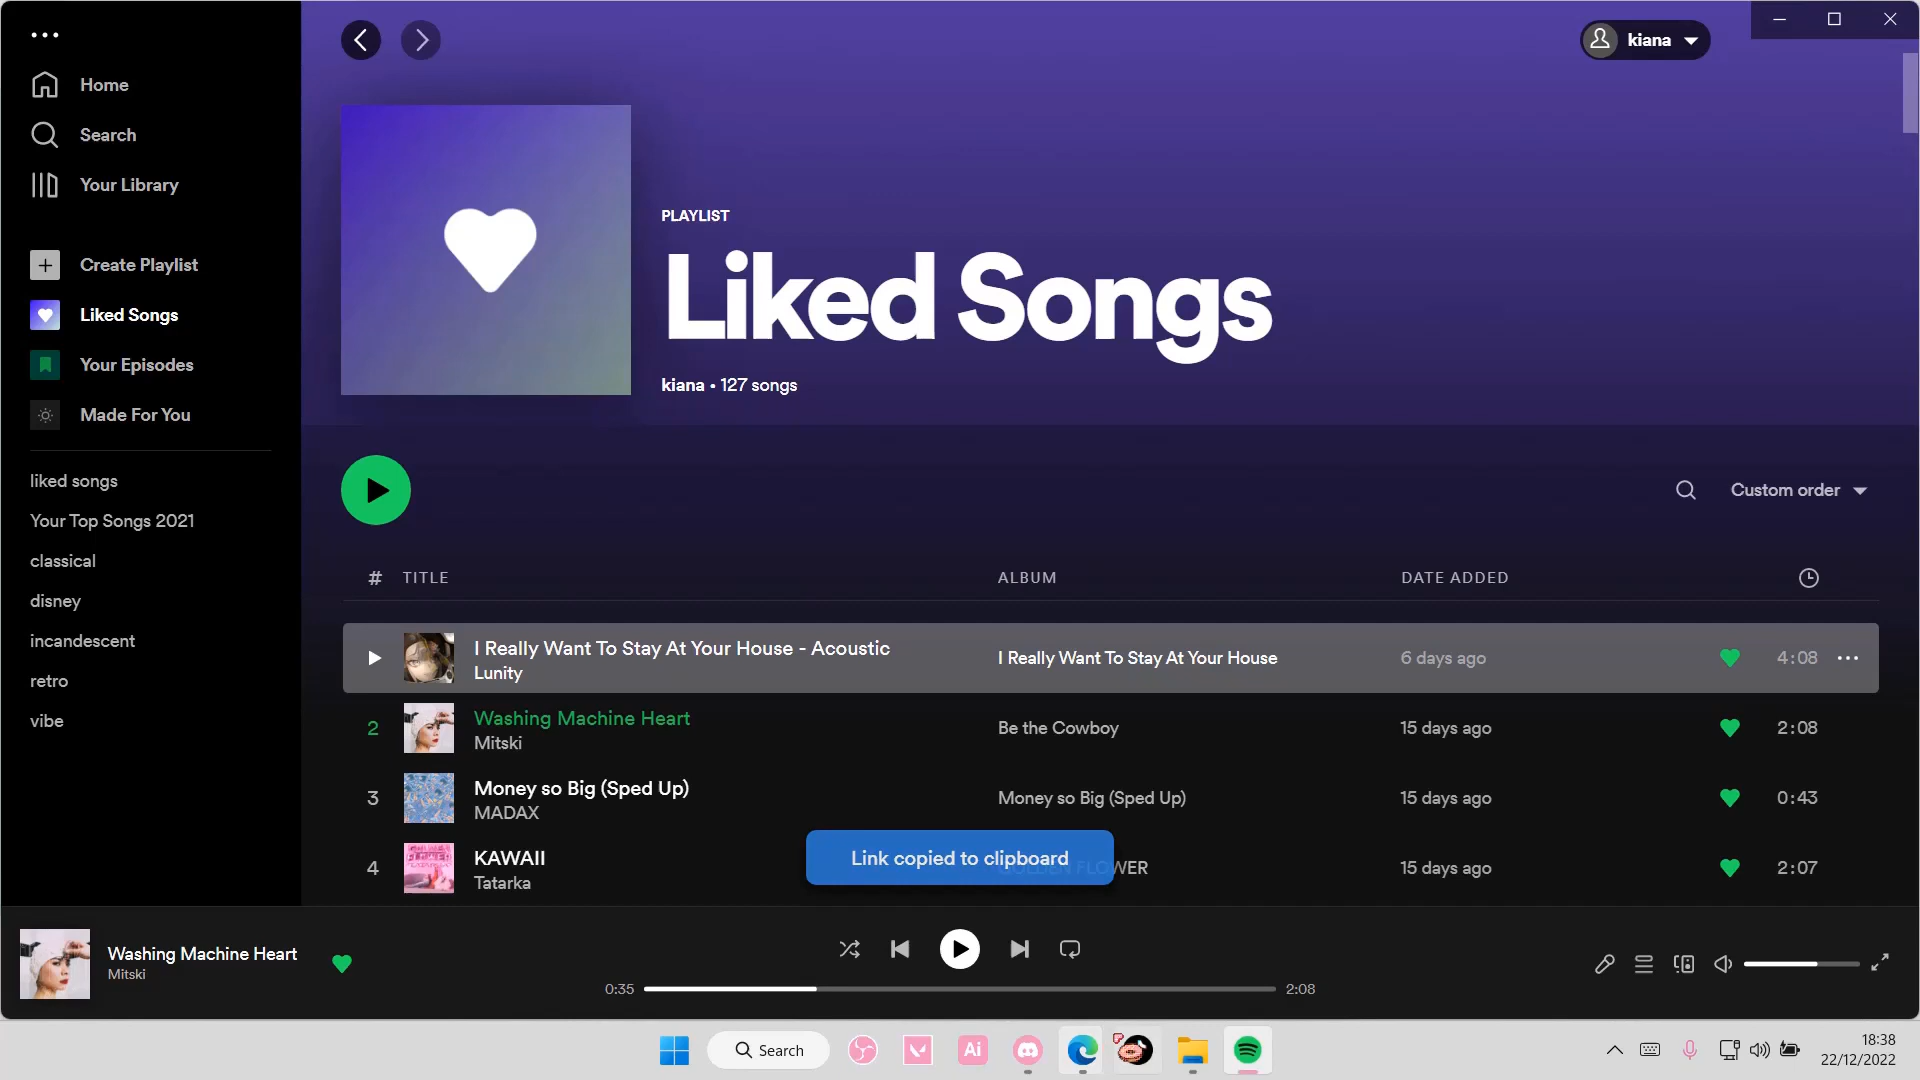 Home
Search
Your Library
Create Playlist
Liked Songs
Your Episodes
Made For You
liked songs
Your Top Songs 2021
classical
disney
incandescent
retro
vibe
kiana
PLAYLIST
Liked Songs
kiana • 127 songs
Custom order
# TITLE ALBUM DATE ADDED
I Really Want To Stay At Your House - Acoustic
Lunity
I Really Want To Stay At Your House
6 days ago
4:08
2
Washing Machine Heart
Mitski
Be the Cowboy
15 days ago
2:08
3
Money so Big (Sped Up)
MADAX
Money so Big (Sped Up)
15 days ago
0:43
4
KAWAII
Tatarka
GOLDEN FLOWER
15 days ago
2:07
Link copied to clipboard
Washing Machine Heart
Mitski
0:35
2:08
Search
Ai
18:38
22/12/2022